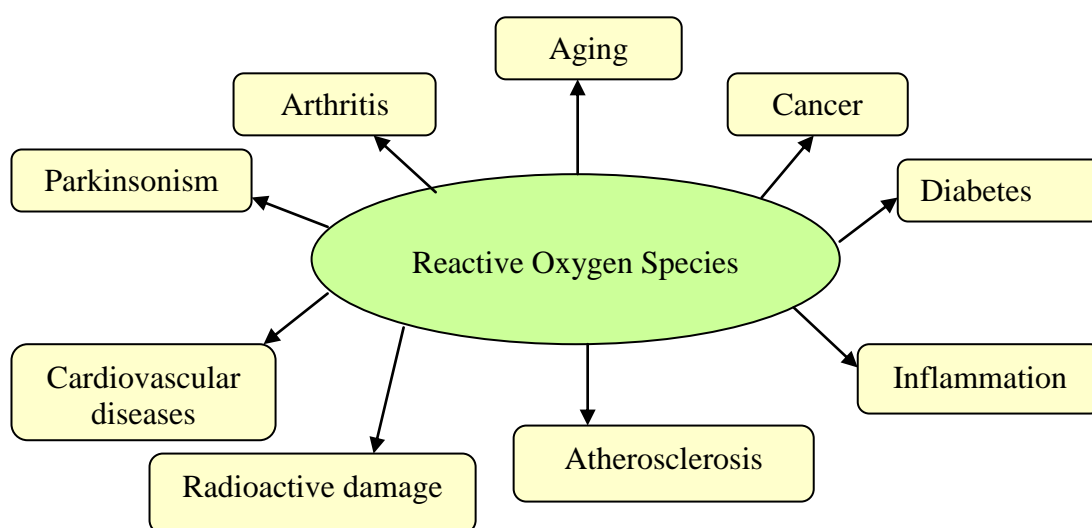 Aging
Arthritis
Cancer
Parkinsonism
Diabetes
Reactive Oxygen Species
Cardiovascular
diseases
Inflammation
Atherosclerosis
Radioactive damage